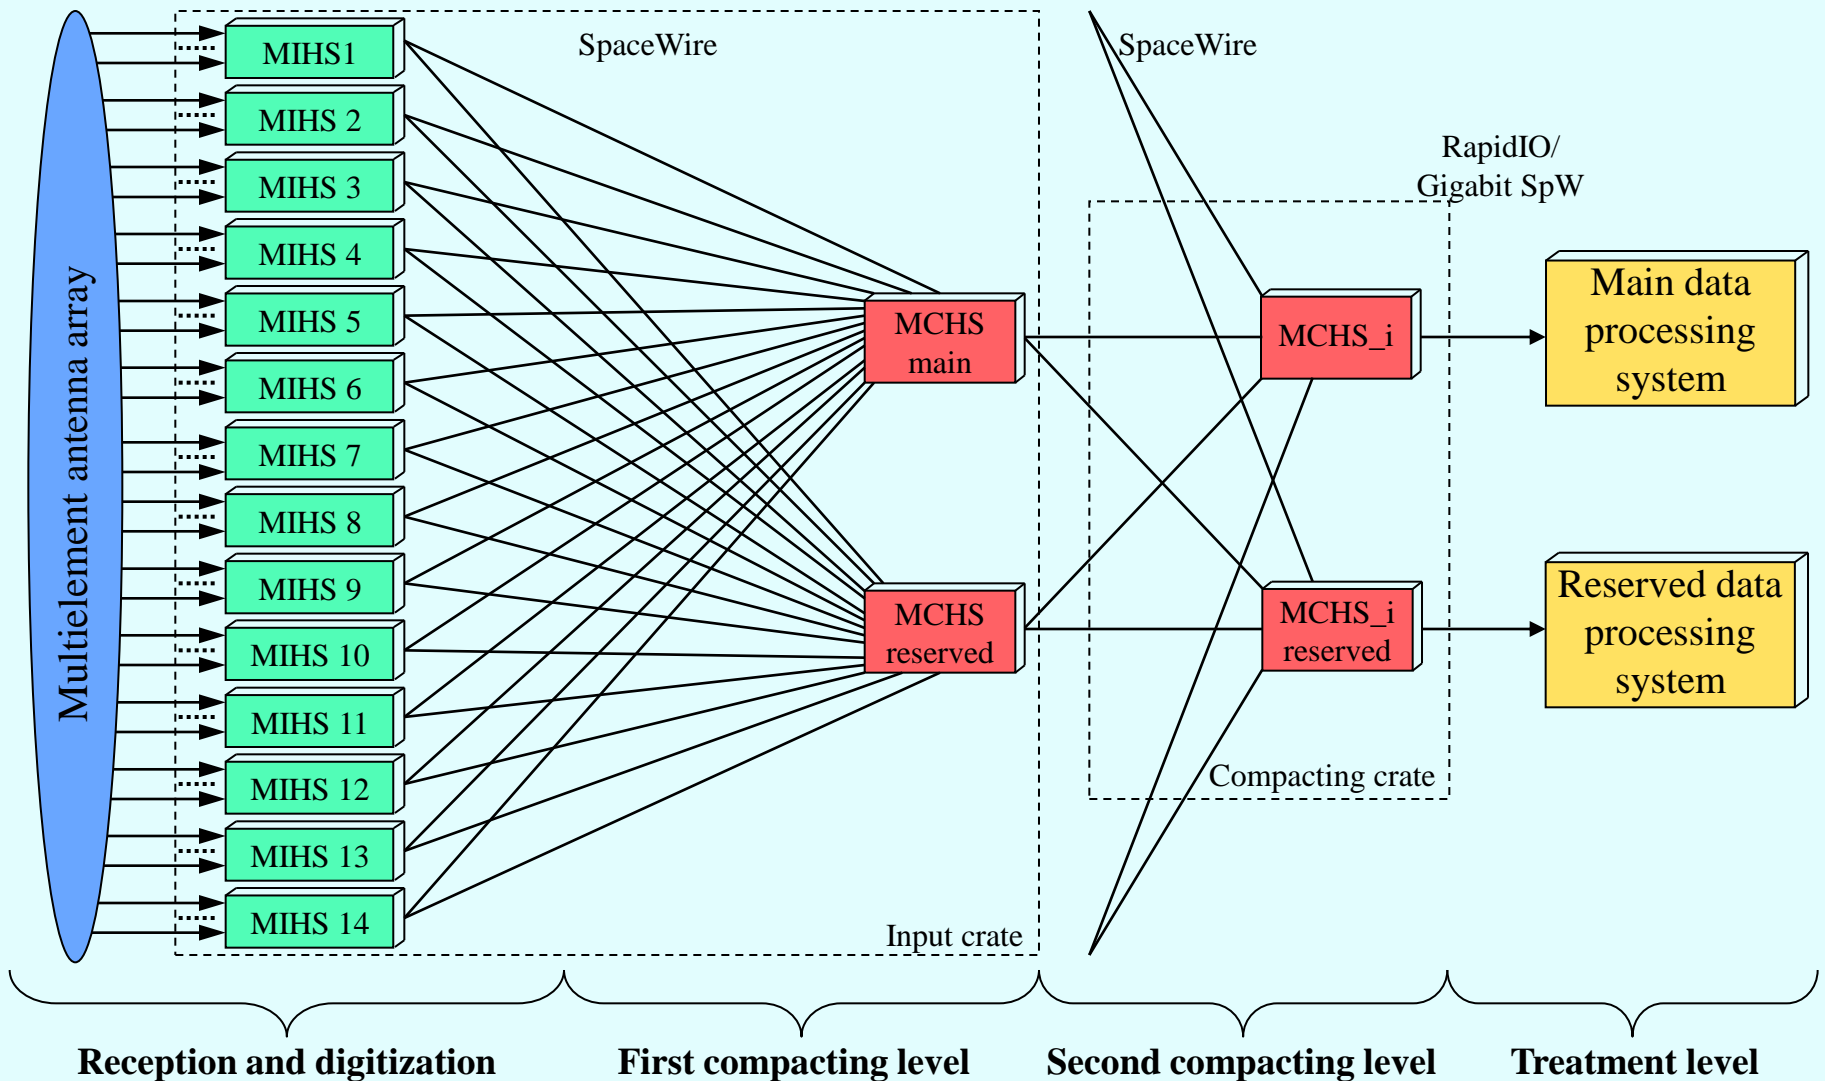 Multielement antenna array
MIHS1
MIHS 2
MIHS 3
MIHS 4
MIHS 5
MIHS 6
MIHS 7
MIHS 8
MIHS 9
MIHS 10
MIHS 11
MIHS 12
MIHS 13
MIHS 14
SpaceWire
MCHS
main
MCHS
reserved
Input crate
SpaceWire
RapidIO/
Gigabit SpW
MCHS_i
MCHS_i
reserved
Compacting crate
Main data
processing
system
Reserved data
processing
system
Reception and digitization
First compacting level
Second compacting level
Treatment level